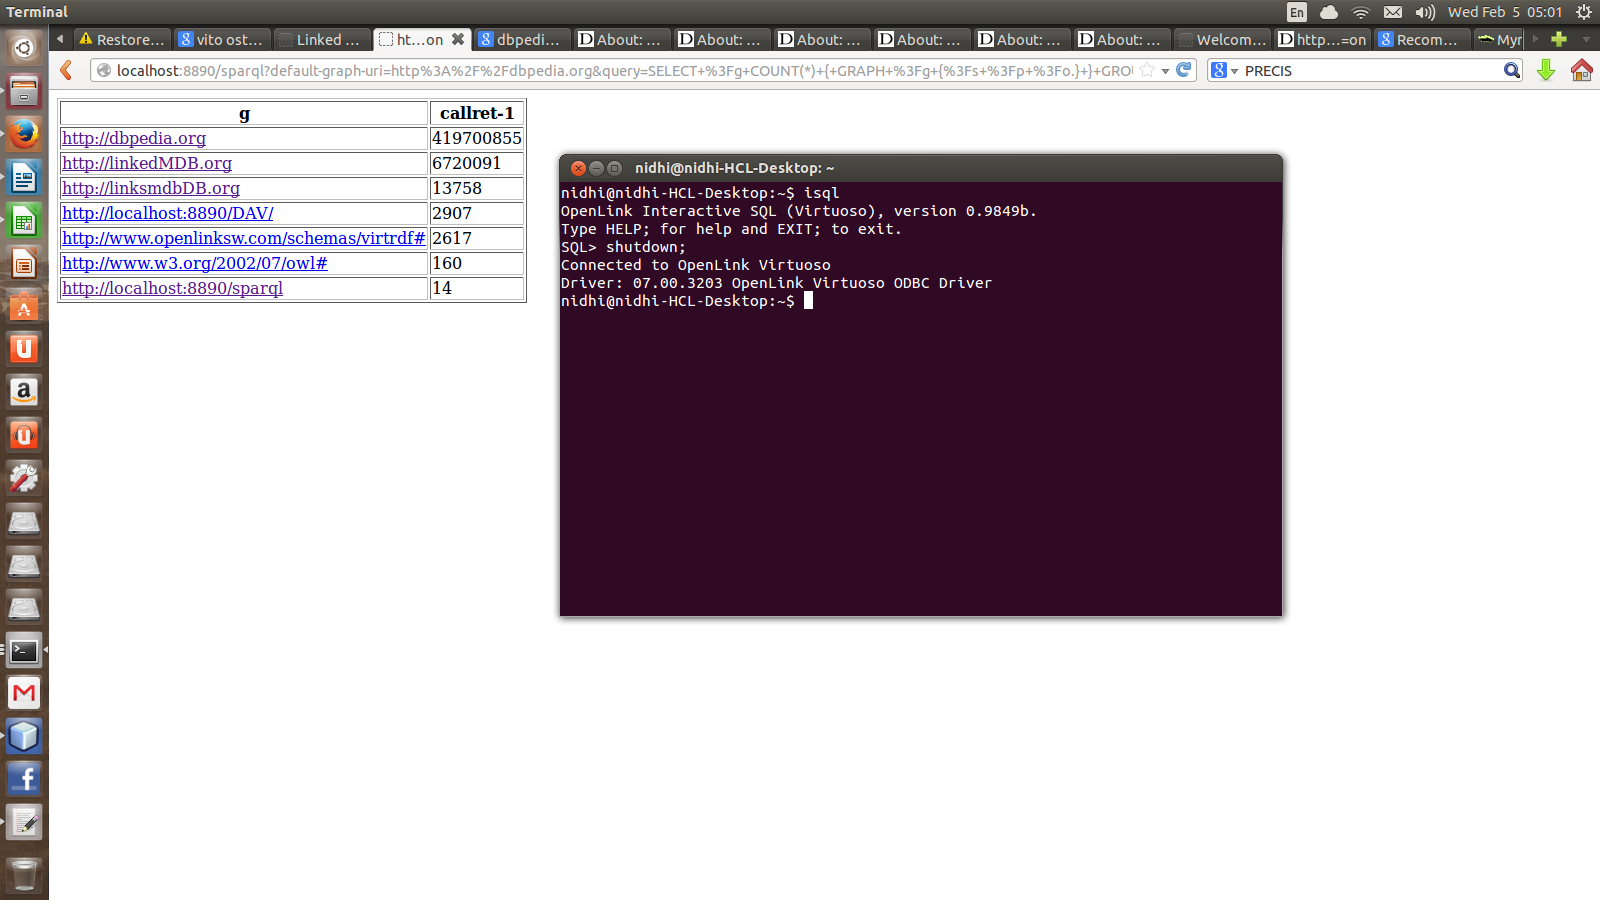 Terminal
En
Wed Feb 5 05:01
Restore...
vito ost...
Linked ...
ht...on
dbpedi...
About: ...
About: ...
About: ...
About: ...
About: ...
About: ...
Welcom...
http...=on
Recom...
Myr
localhost:8890/sparql?default-graph-uri=http%3A%2F%2Fdbpedia.org&query=SELECT+%3Fg+COUNT(*)+{+GRAPH+%3Fg+{%3Fs+%3Fp+%3Fo.}+}+GROU
PRECIS
g callret-1
http://dbpedia.org 419700855
http://linkedMDB.org 6720091
http://linksmdbDB.org 13758
http://localhost:8890/DAV/ 2907
http://www.openlinksw.com/schemas/virtrdf# 2617
http://www.w3.org/2002/07/owl# 160
http://localhost:8890/sparql 14
nidhi@nidhi-HCL-Desktop: ~
nidhi@nidhi-HCL-Desktop:~$ isql
OpenLink Interactive SQL (Virtuoso), version 0.9849b.
Type HELP; for help and EXIT; to exit.
SQL> shutdown;
Connected to OpenLink Virtuoso
Driver: 07.00.3203 OpenLink Virtuoso ODBC Driver
nidhi@nidhi-HCL-Desktop:~$